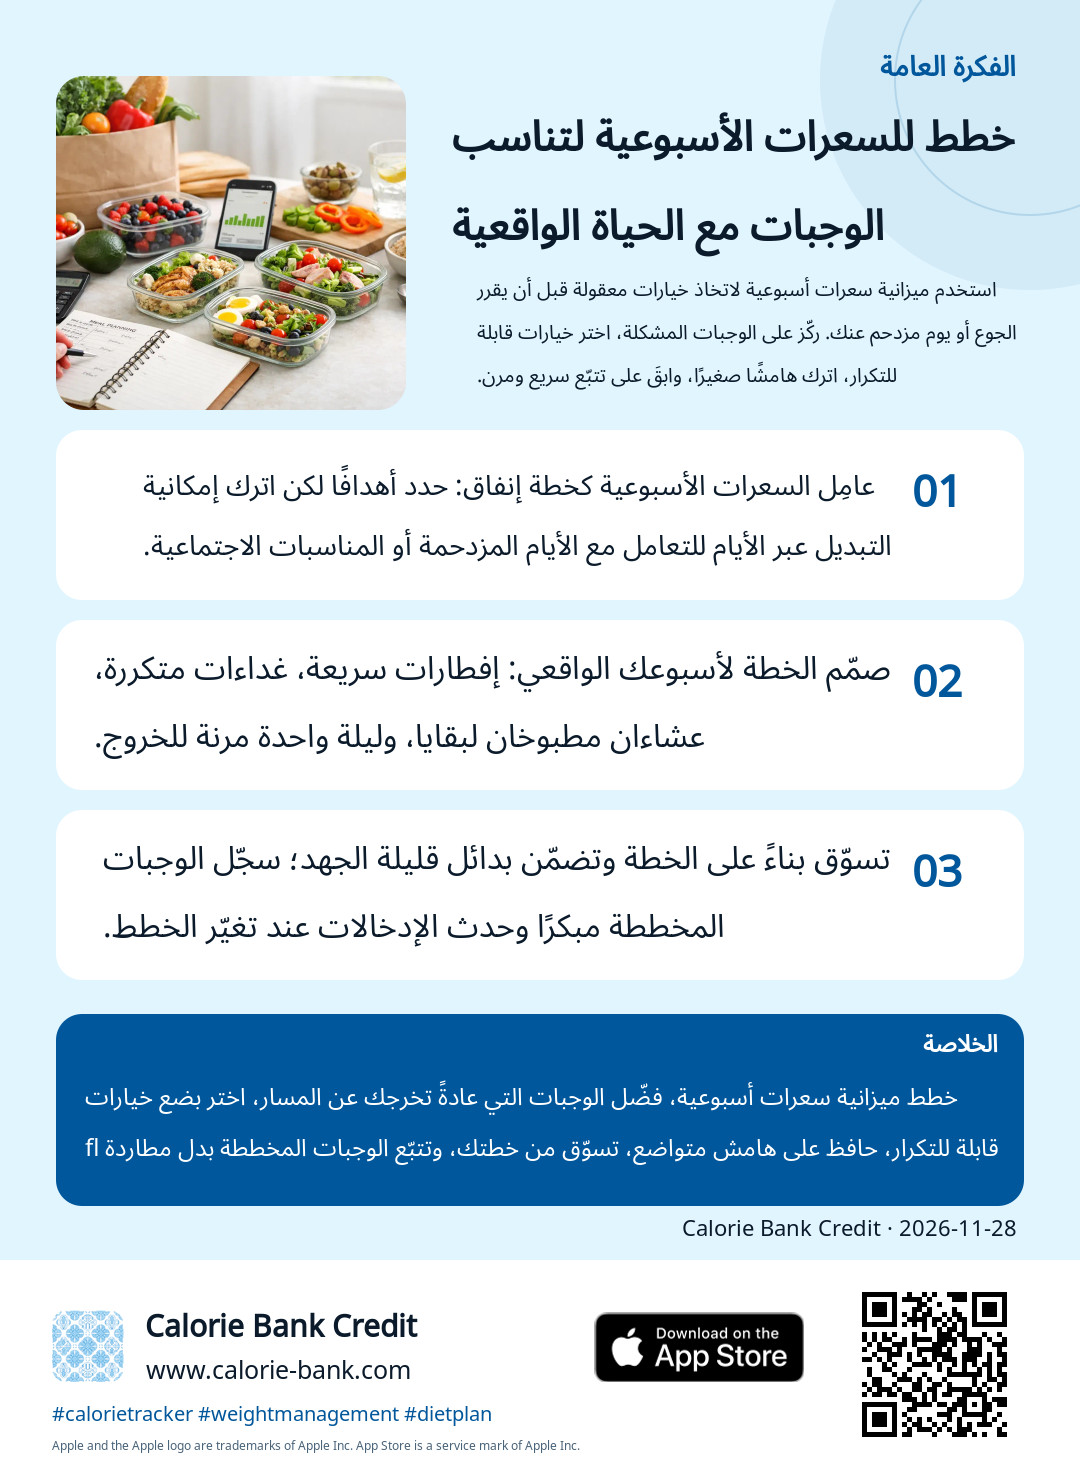 الفكرة العامة
خطط للسعرات الأسبوعية لتناسب
الوجبات مع الحياة الواقعية
استخدم ميزانية سعرات أسبوعية لاتخاذ خيارات معقولة قبل أن يقرر
الجوع أو يوم مزدحم عنك. ركّز على الوجبات المشكلة، اختر خيارات قابلة
للتكرار، اترك هامشًا صغيرًا، وابقَ على تتبّع سريع ومرن.
MEAL PLANNING
01
عامِل السعرات الأسبوعية كخطة إنفاق: حدد أهدافًا لكن اترك إمكانية
التبديل عبر الأيام للتعامل مع الأيام المزدحمة أو المناسبات الاجتماعية.
02
صمّم الخطة لأسبوعك الواقعي: إفطارات سريعة، غداءات متكررة،
عشاءان مطبوخان لبقايا، وليلة واحدة مرنة للخروج.
03
تسوّق بناءً على الخطة وتضمّن بدائل قليلة الجهد؛ سجّل الوجبات
المخططة مبكرًا وحدث الإدخالات عند تغيّر الخطط.
الخلاصة
خطط ميزانية سعرات أسبوعية، فضّل الوجبات التي عادةً تخرجك عن المسار، اختر بضع خيارات
قابلة للتكرار، حافظ على هامش متواضع، تسوّق من خطتك، وتتبّع الوجبات المخططة بدل مطاردة fl
Calorie Bank Credit · 2026-11-28
Calorie Bank Credit
www.calorie-bank.com
#calorietracker #weightmanagement #dietplan
Apple and the Apple logo are trademarks of Apple Inc. App Store is a service mark of Apple Inc.
Download on the
App Store